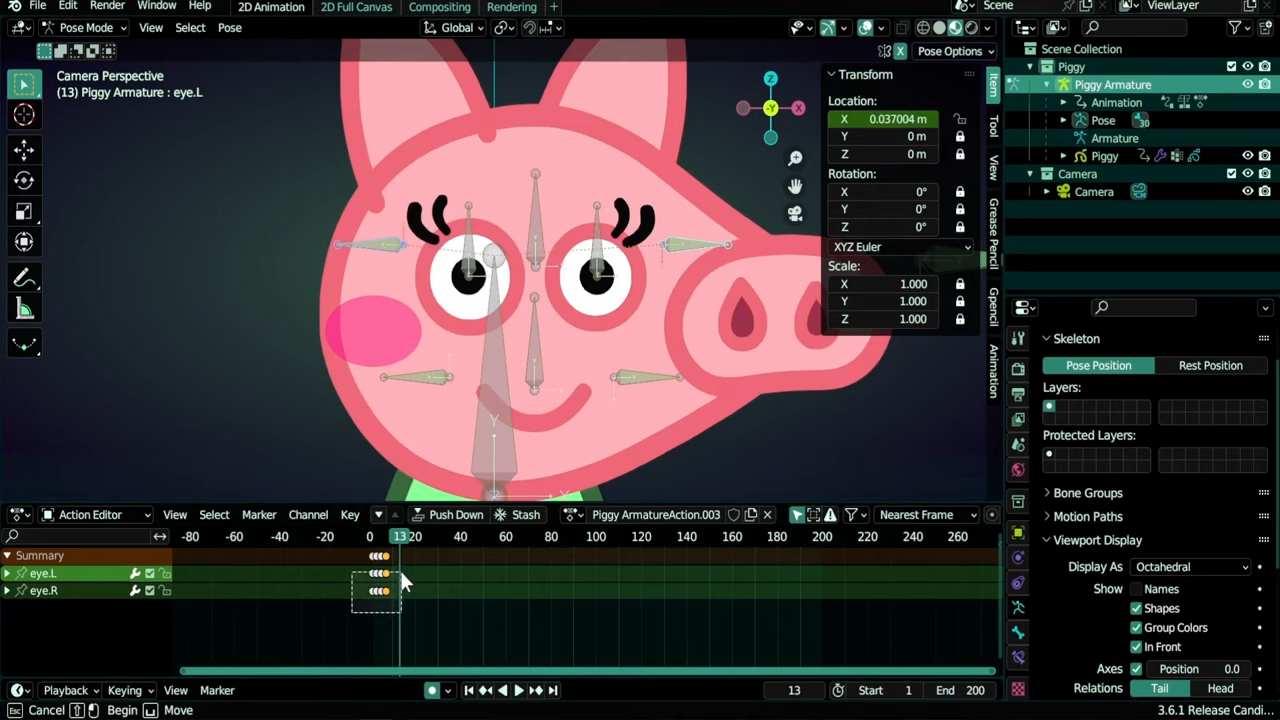 File Edit Render Window Help 2D Animation 2D Full Canvas Compositing Rendering + Scene ViewLayer
Pose Mode View Select Pose Global
X Pose Options
Camera Perspective
(13) Piggy Armature : eye.L
Z
-Y
X
Transform
Location:
X 0.037004 m
Y 0 m
Z 0 m
Rotation:
X 0°
Y 0°
Z 0°
XYZ Euler
Scale:
X 1.000
Y 1.000
Z 1.000
Item
Tool
View
Grease Pencil
Gpencil
Animation
Scene Collection
Piggy
Piggy Armature
Animation
Pose 30
Armature
Piggy
Camera
Camera
Skeleton
Pose Position Rest Position
Layers:
Protected Layers:
Bone Groups
Motion Paths
Viewport Display
Display As Octahedral
Show Names
Shapes
Group Colors
In Front
Axes Position 0.0
Relations Tail Head
Action Editor View Select Marker Channel Key Push Down Stash Piggy ArmatureAction.003 Nearest Frame
-80 -60 -40 -20 0 13 20 40 60 80 100 120 140 160 180 200 220 240 260
Summary
eye.L
eye.R
Playback Keying View Marker 13 Start 1 End 200
Esc Cancel Begin Move 3.6.1 Release Candi...